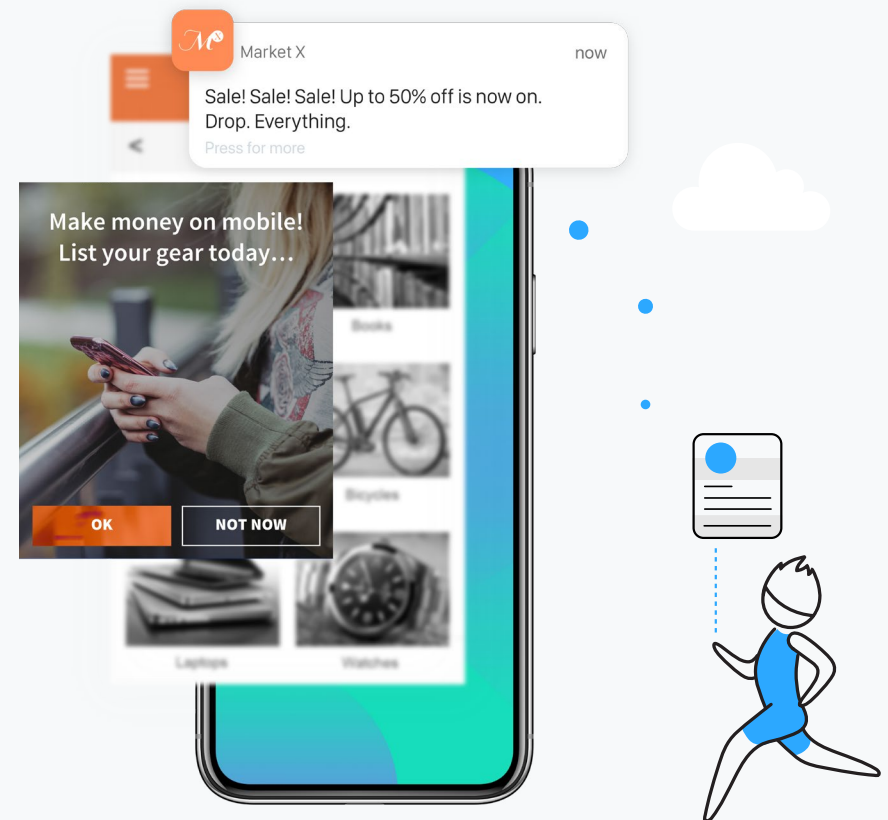 Market X
now
Sale! Sale! Sale! Up to 50% off is now on.
Drop. Everything.
Press for more
Make money on mobile!
List your gear today...
OK
NOT NOW
Books
Bicycles
Laptops
Watches